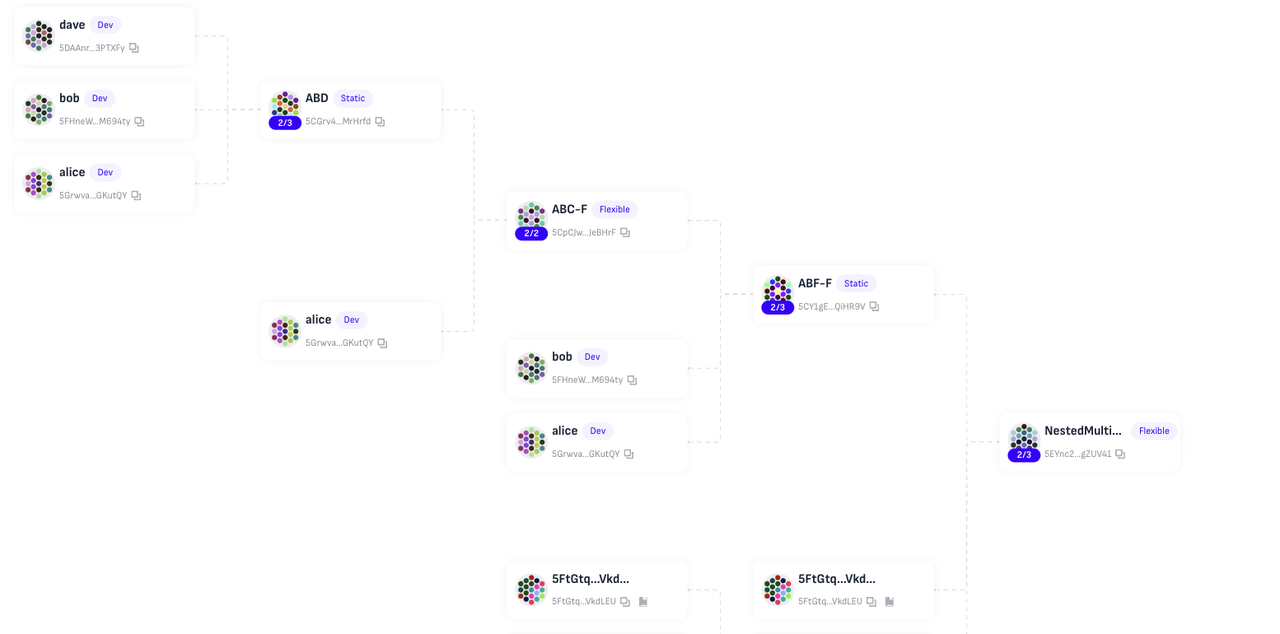 dave Dev
5DAAnr...3PTXFy
bob Dev
5FHneW...M694ty
alice Dev
5Grwva...GKutQY
ABD Static
2/3 5CGrv4...MrHrfd
alice Dev
5Grwva...GKutQY
ABC-F Flexible
2/2 5CpCJw...JeBHrF
bob Dev
5FHneW...M694ty
alice Dev
5Grwva...GKutQY
5FtGtq...Vkd...
5FtGtq...VkdLEU
ABF-F Static
2/3 5CY1gE...QiHR9V
5FtGtq...Vkd...
5FtGtq...VkdLEU
NestedMulti... Flexible
2/3 5EYnc2...gZUV41